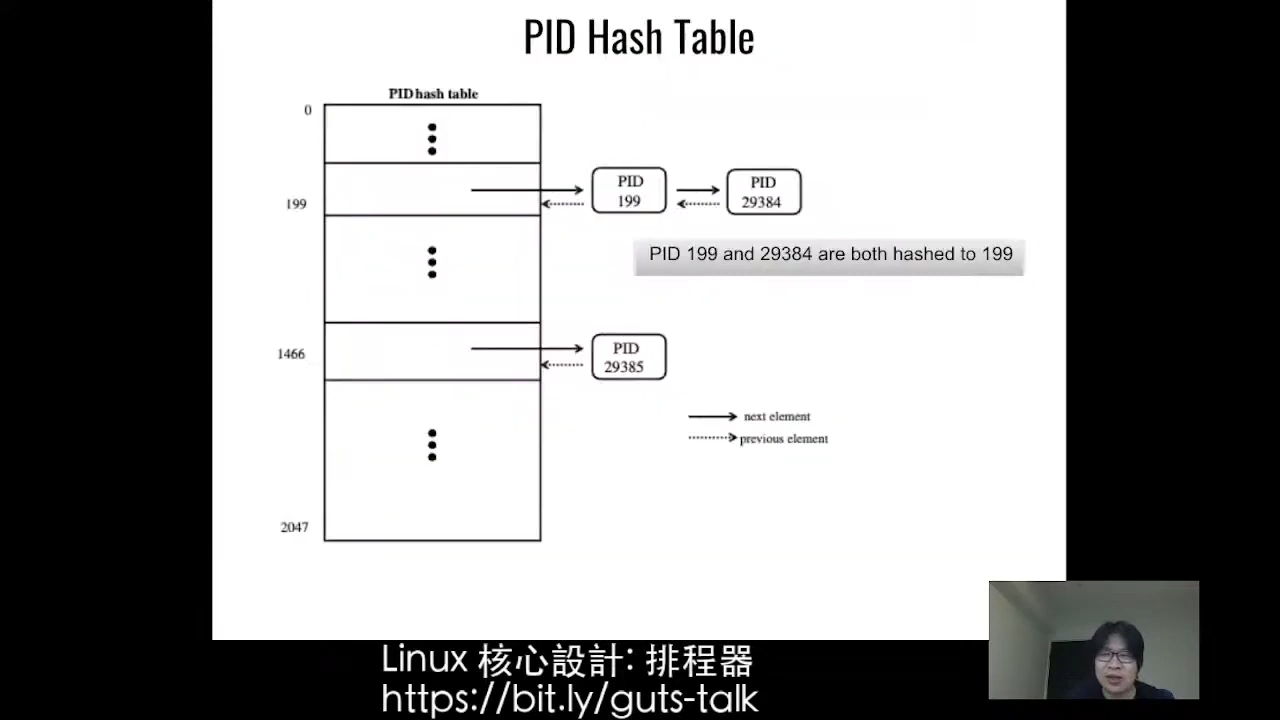 PID Hash Table
PID hash table
0
199
PID
199
PID
29384
PID 199 and 29384 are both hashed to 199
1466
PID
29385
next element
previous element
2047
Linux 核心設計: 排程器
https://bit.ly/guts-talk